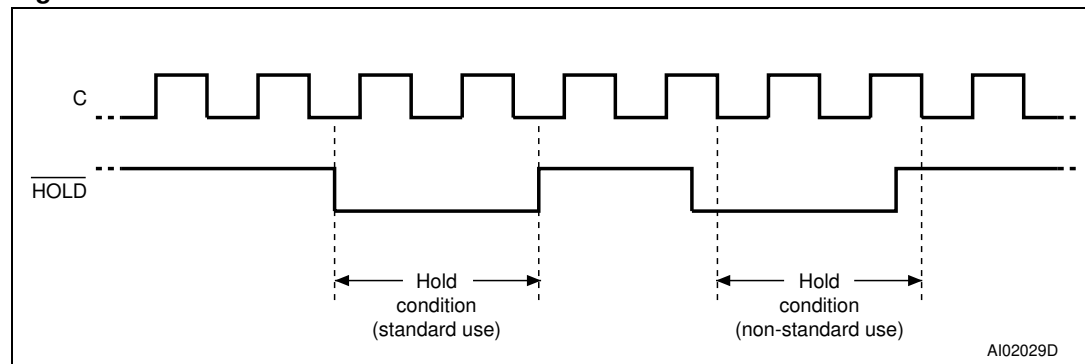 C
HOLD
Hold
condition
(standard use)
Hold
condition
(non-standard use)
AI02029D